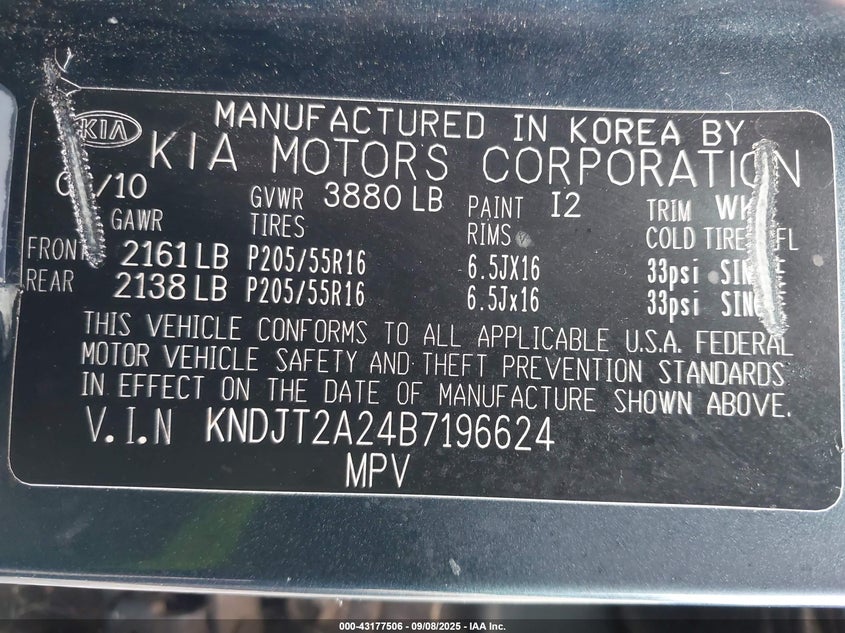 KIA MANUFACTURED IN KOREA BY
KIA MOTORS CORPORATION
/10 GVWR 3880 LB PAINT I2 TRIM
GAWR TIRES RIMS COLD TIRE
FRONT 2161 LB P205/55R16 6.5JX16 33psi
REAR 2138 LB P205/55R16 6.5Jx16 33psi
THIS VEHICLE CONFORMS TO ALL APPLICABLE U.S.A. FEDERAL
MOTOR VEHICLE SAFETY AND THEFT PREVENTION STANDARDS
IN EFFECT ON THE DATE OF MANUFACTURE SHOWN ABOVE.
V.I.N KNDJT2A24B7196624
MPV
000-43177506 - 09/08/2025 - IAA Inc.